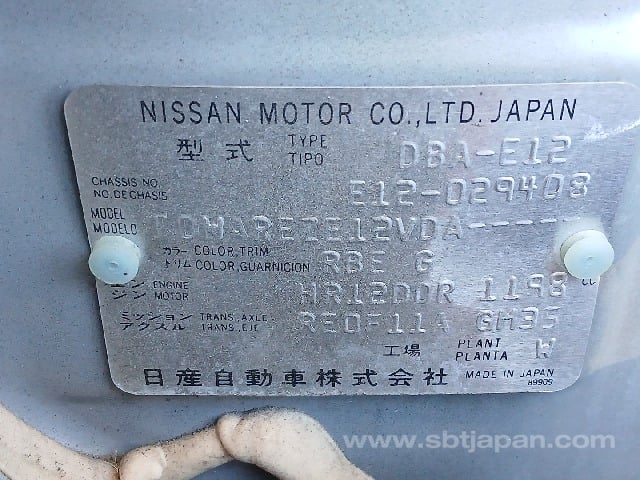 NISSAN MOTOR CO., LTD. JAPAN
型式 TYPE TIPO DBA-E12
CHASSIS NO. NO. DE CHASIS E12-029408
MODEL MODELO DWAREZE12VDA-----
カラー COLOR, TRIM
トリム COLOR, GUARNICION RBE G
エンジン ENGINE MOTOR HR12DDR 1198 cc
ミッション TRANS., AXLE
アクスル TRANS., EJE RE0F11A GM35
工場 PLANT PLANTA W
日産自動車株式会社 MADE IN JAPAN
89909
www.sbtjapan.com